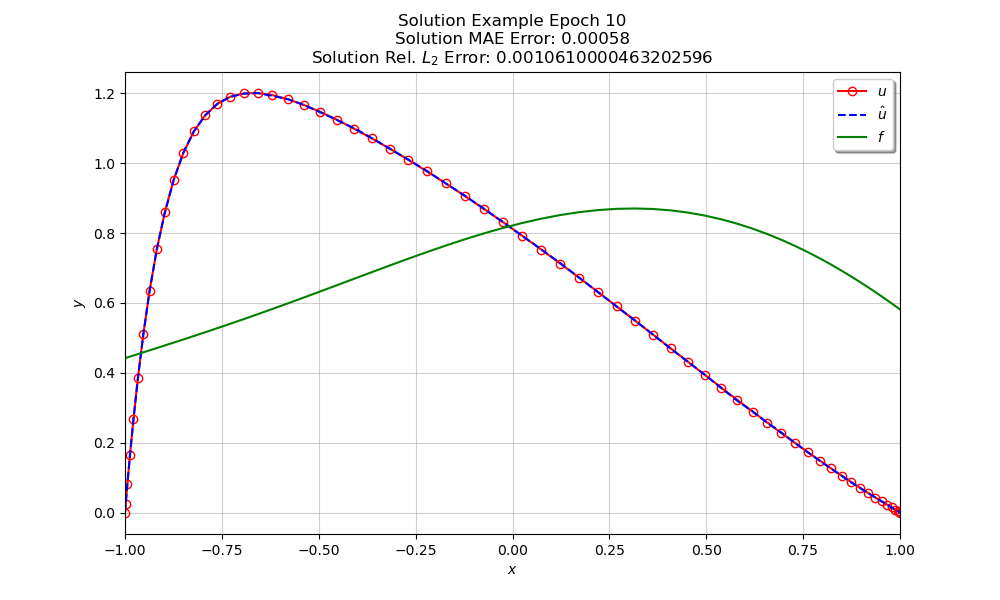 Solution Example Epoch 10
Solution MAE Error: 0.00058
Solution Rel. $L_2$ Error: 0.0010610000463202596
u
û
f
y
1.2
1.0
0.8
0.6
0.4
0.2
0.0
−1.00 −0.75 −0.50 −0.25 0.00 0.25 0.50 0.75 1.00
x